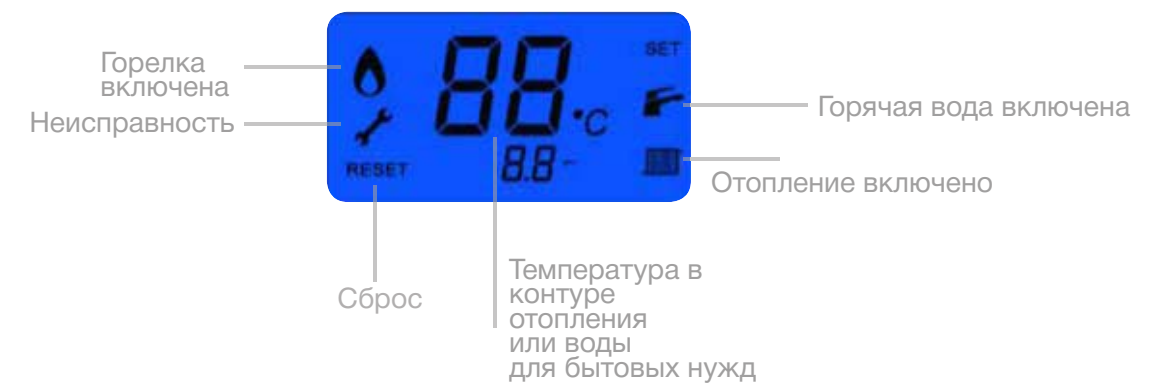 Горелка
включена
Неисправность
88
°C
8.8
SET
RESET
Горячая вода включена
Отопление включено
Сброс
Температура в
контуре
отопления
или воды
для бытовых нужд